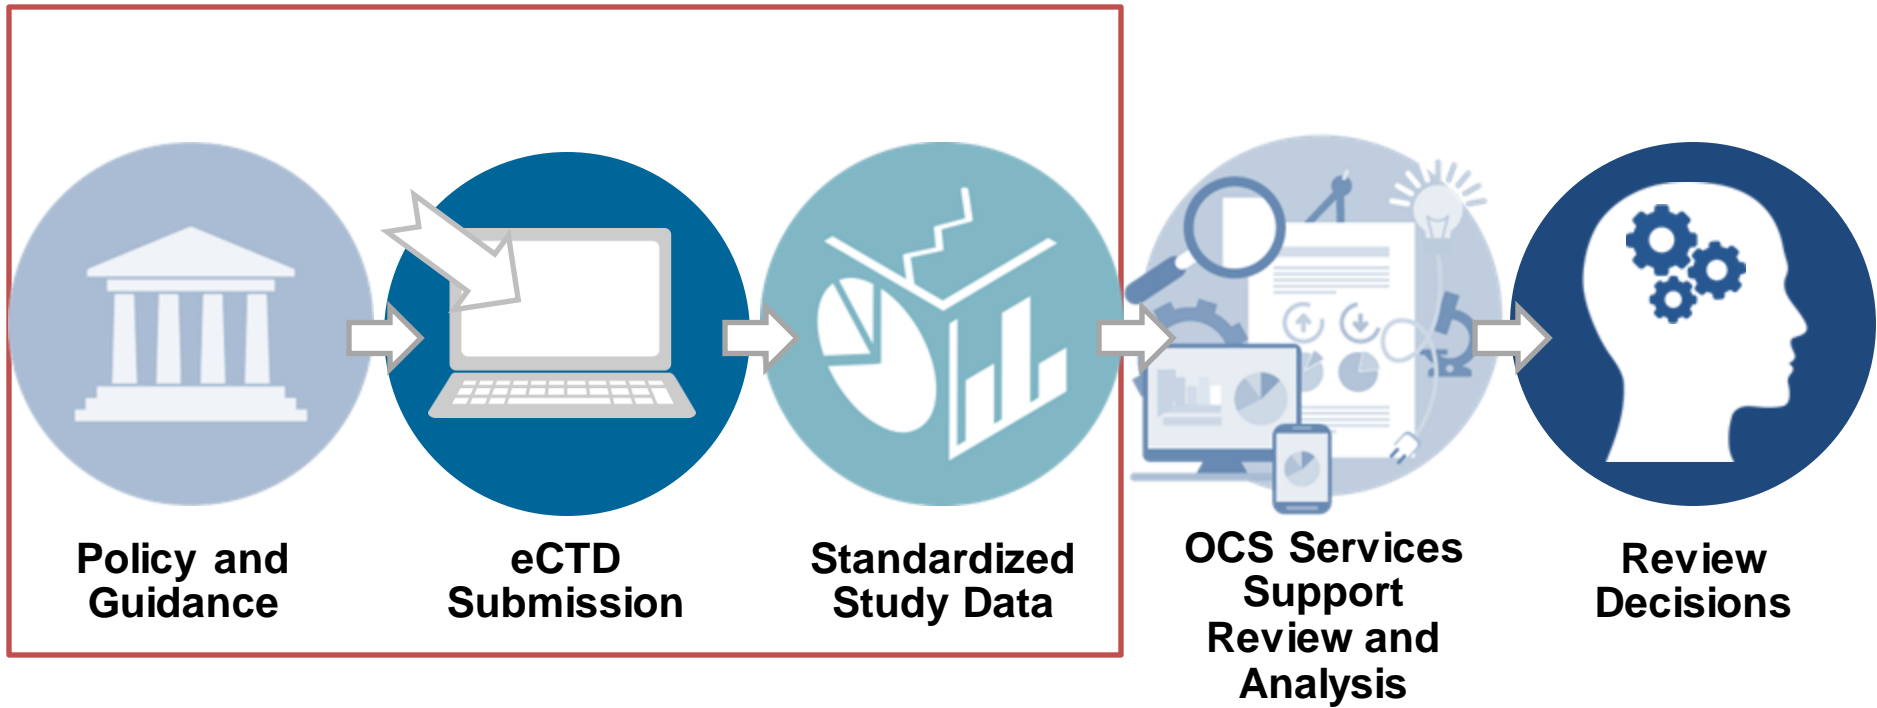 Policy and
Guidance
eCTD
Submission
Standardized
Study Data
OCS Services
Support
Review and
Analysis
Review
Decisions